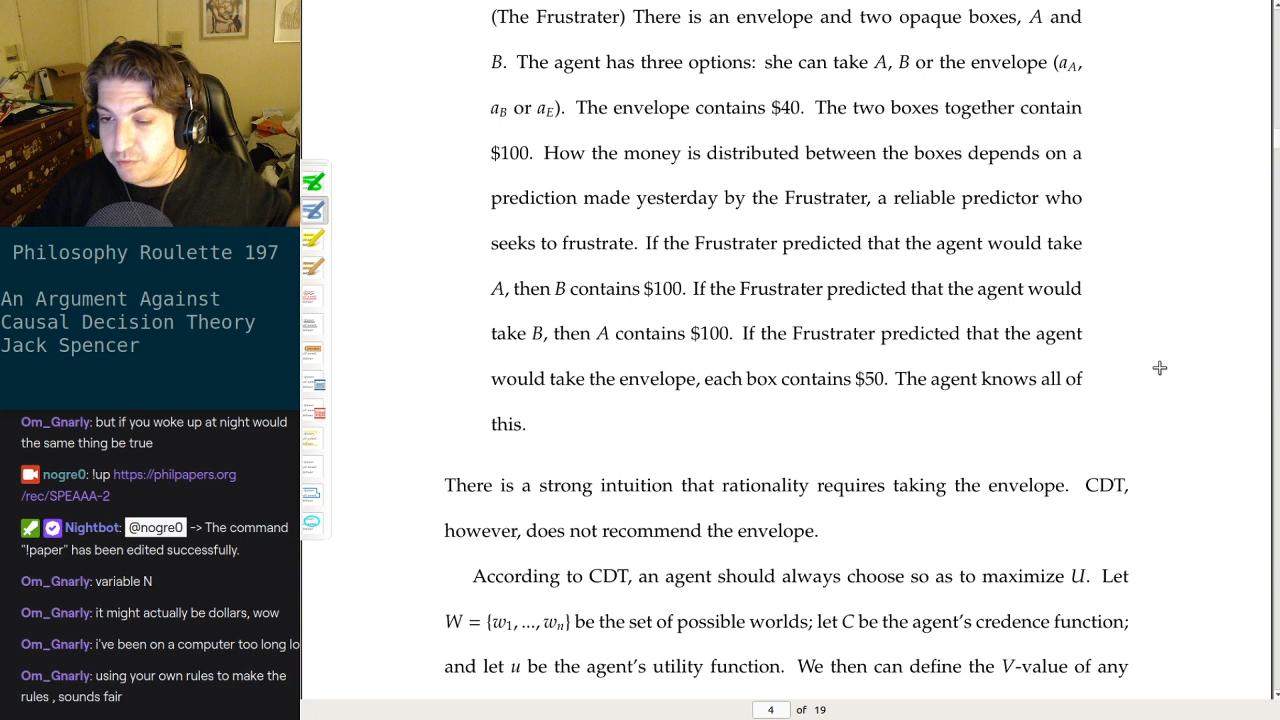 (The Frustrater) There is an envelope and two opaque boxes, A and
B. The agent has three options: she can take A, B or the envelope (aA,
aB or aE). The envelope contains $40. The two boxes together contain
$100. How the money is distributed between the boxes depends on a
prediction made yesterday by the Frustrater, a reliable predictor who
seeks to frustrate. If the Frustrater predicted that the agent would take
A, then B contains $100. If the Frustrater predicted that the agent would
take B, then A contains $100. If the Frustrater predicted that the agent
would take the envelope, each box contains $50. The agent knows all of
this.
There is a strong intuition that rationality requires taking the envelope. CDT,
however, does not recommend the envelope.
According to CDT, an agent should always choose so as to maximize U. Let
W = {w1, ..., wn} be the set of possible worlds; let C be the agent's credence function;
and let u be the agent's utility function. We then can define the V-value of any
4 of 19
Philosophy Roulette 197
An Argument Against
Causal Decision Theory
Jack Spencer
Om_Gnarly: but if you woke up at night would
the same thing be true
nogre0: !up https://philpapers.org
/rec/SPEAAA-2
Nightbot: @nogre0 -> The command
"!paper" has been edited successfully.
Om_Gnarly: variable N
Om_Gnarly: it might actually be dollars, wow
Om_Gnarly: i've been on a computer too long lo
Om_Gnarly: using your own rules to make the
rules , sounds fair